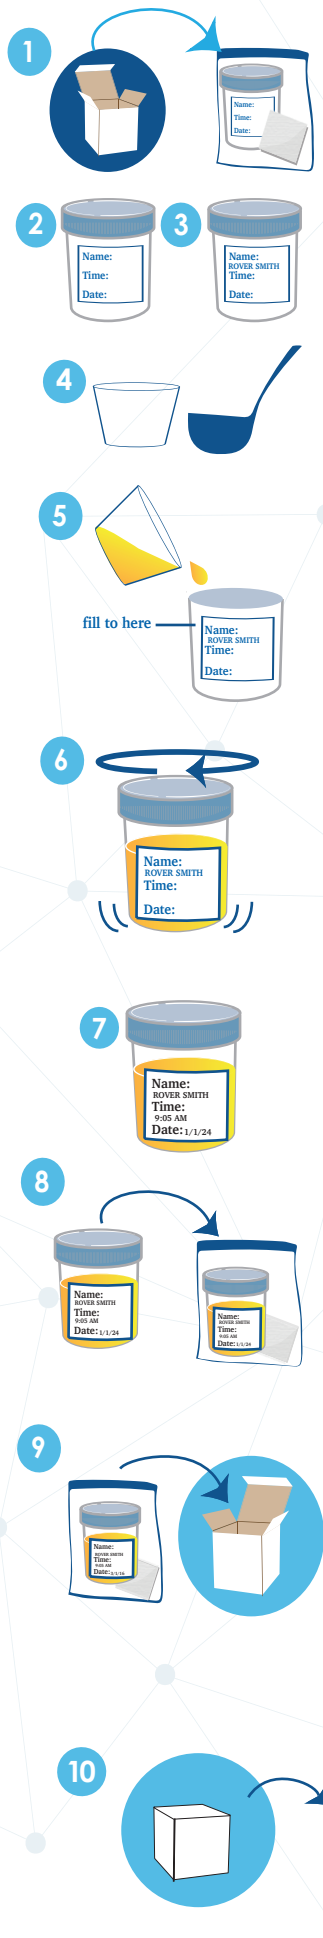 1
Name:
Time:
Date:
2
Name:
Time:
Date:
3
Name:
ROVER SMITH
Time:
Date:
4
5
fill to here
Name:
ROVER SMITH
Time:
Date:
6
Name:
ROVER SMITH
Time:
Date:
7
Name:
ROVER SMITH
Time:
9:05 AM
Date: 1/1/24
8
Name:
ROVER SMITH
Time:
9:05 AM
Date: 1/1/24
Name:
ROVER SMITH
Time:
9:05 AM
Date: 1/1/24
9
Name:
ROVER SMITH
Time:
9:05 AM
Date:
10